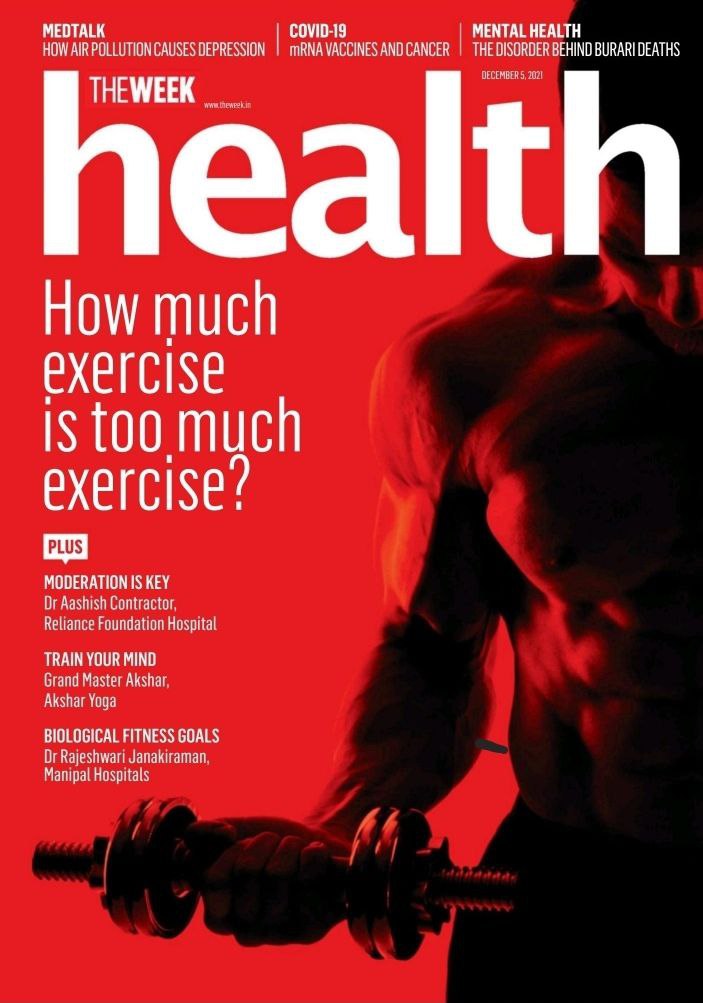 MEDTALK
HOW AIR POLLUTION CAUSES DEPRESSION
COVID-19
mRNA VACCINES AND CANCER
MENTAL HEALTH
THE DISORDER BEHIND BURARI DEATHS
THEWEEK
www.theweek.in
DECEMBER 5, 2021
health
How much
exercise
is too much
exercise?
PLUS
MODERATION IS KEY
Dr Aashish Contractor,
Reliance Foundation Hospital
TRAIN YOUR MIND
Grand Master Akshar,
Akshar Yoga
BIOLOGICAL FITNESS GOALS
Dr Rajeshwari Janakiraman,
Manipal Hospitals